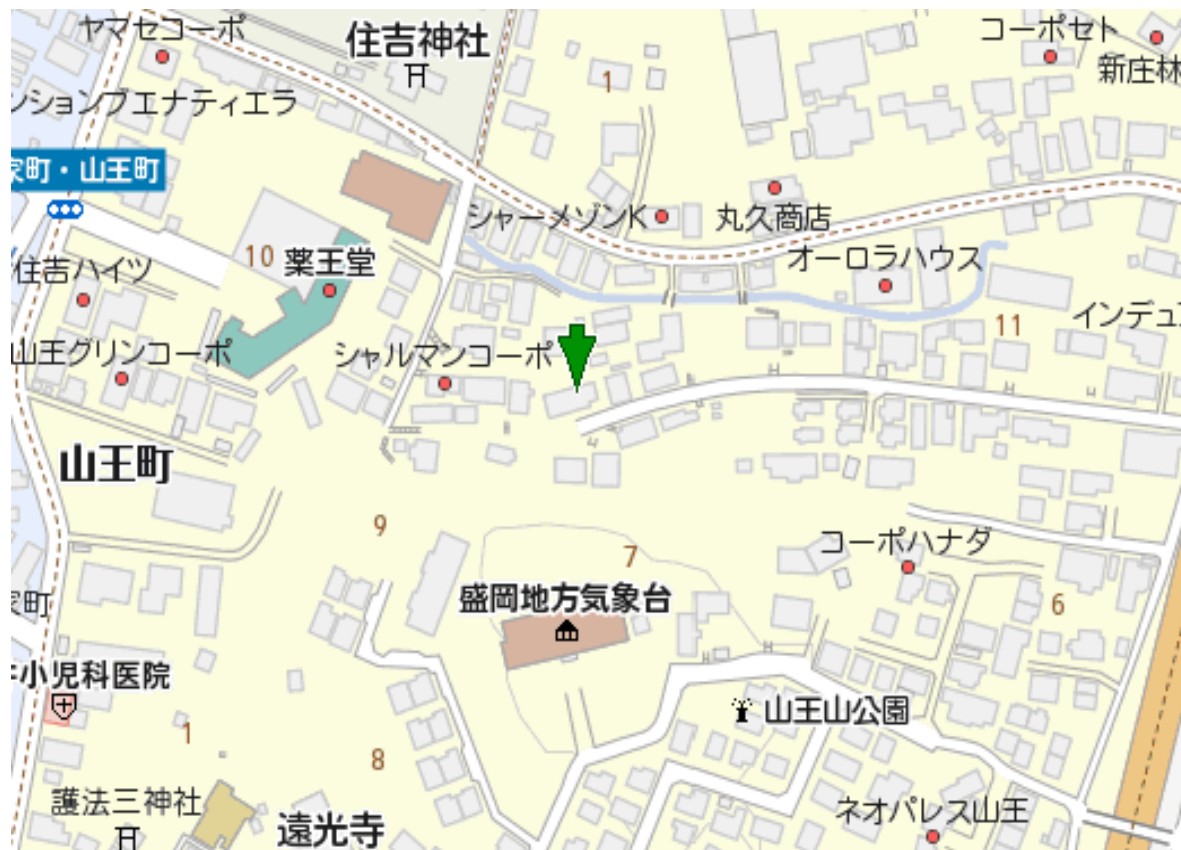 ヤマセコーポ
住吉神社
コーポセト
新庄林
1
ンションブエナティエラ
家町・山王町
シャーメゾンK
丸久商店
10
薬王堂
オーロラハウス
住吉ハイツ
11
インデュ
山王グリンコーポ
シャルマンコーポ
山王町
9
7
コーポハナダ
盛岡地方気象台
6
家町
小児科医院
山王山公園
1
8
護法三神社
遠光寺
ネオパレス山王